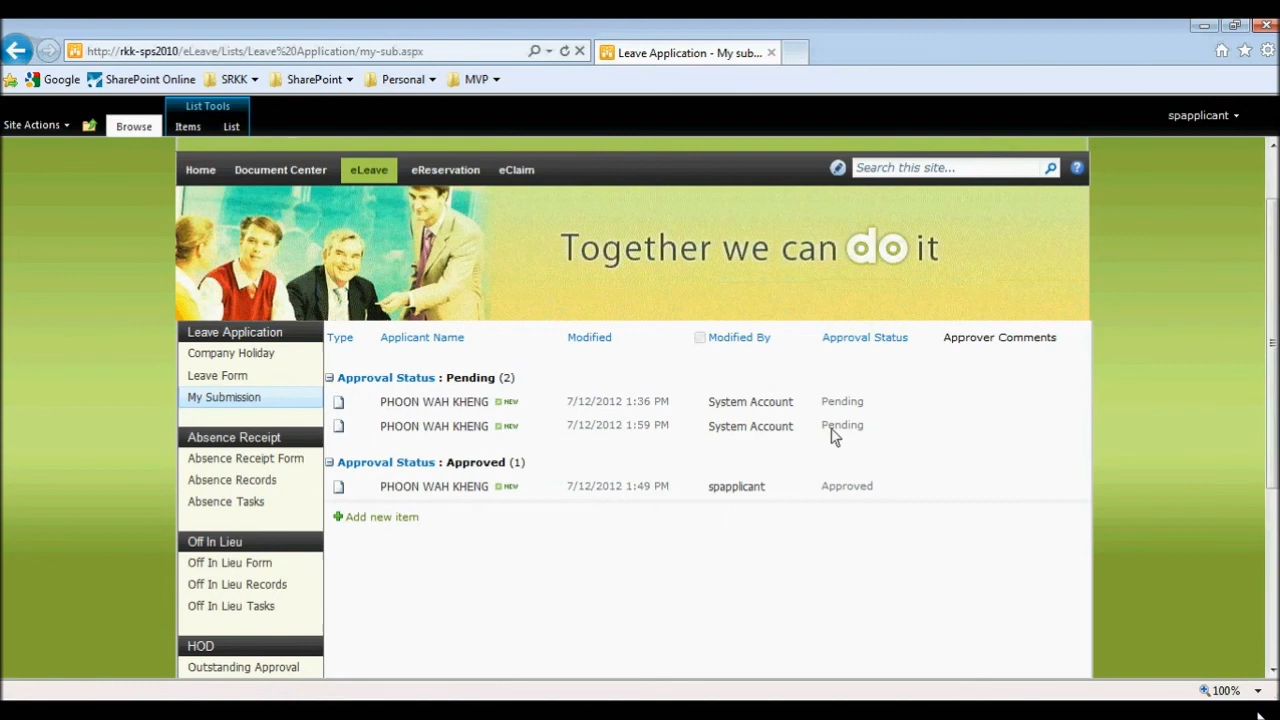 http://rkk-sps2010/eLeave/Lists/Leave%20Application/my-sub.aspx
Leave Application - My sub...
Google SharePoint Online SRKK SharePoint Personal MVP
List Tools
Site Actions Browse Items List spapplicant
Home Document Center eLeave eReservation eClaim Search this site...
Together we can do it
Leave Application
Company Holiday
Leave Form
My Submission
Absence Receipt
Absence Receipt Form
Absence Records
Absence Tasks
Off In Lieu
Off In Lieu Form
Off In Lieu Records
Off In Lieu Tasks
HOD
Outstanding Approval
Type Applicant Name Modified Modified By Approval Status Approver Comments
Approval Status : Pending (2)
PHOON WAH KHENG NEW 7/12/2012 1:36 PM System Account Pending
PHOON WAH KHENG NEW 7/12/2012 1:59 PM System Account Pending
Approval Status : Approved (1)
PHOON WAH KHENG NEW 7/12/2012 1:49 PM spapplicant Approved
Add new item
100%